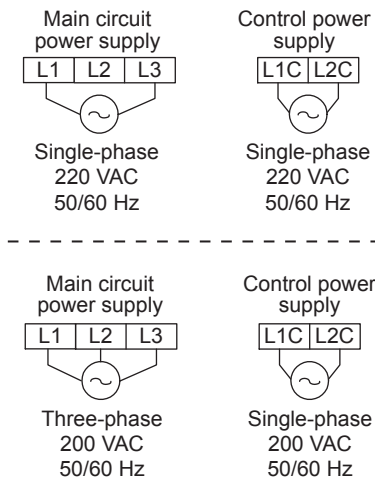 Main circuit
power supply
L1 L2 L3
Single-phase
220 VAC
50/60 Hz
Control power
supply
L1C L2C
Single-phase
220 VAC
50/60 Hz
Main circuit
power supply
L1 L2 L3
Three-phase
200 VAC
50/60 Hz
Control power
supply
L1C L2C
Single-phase
200 VAC
50/60 Hz